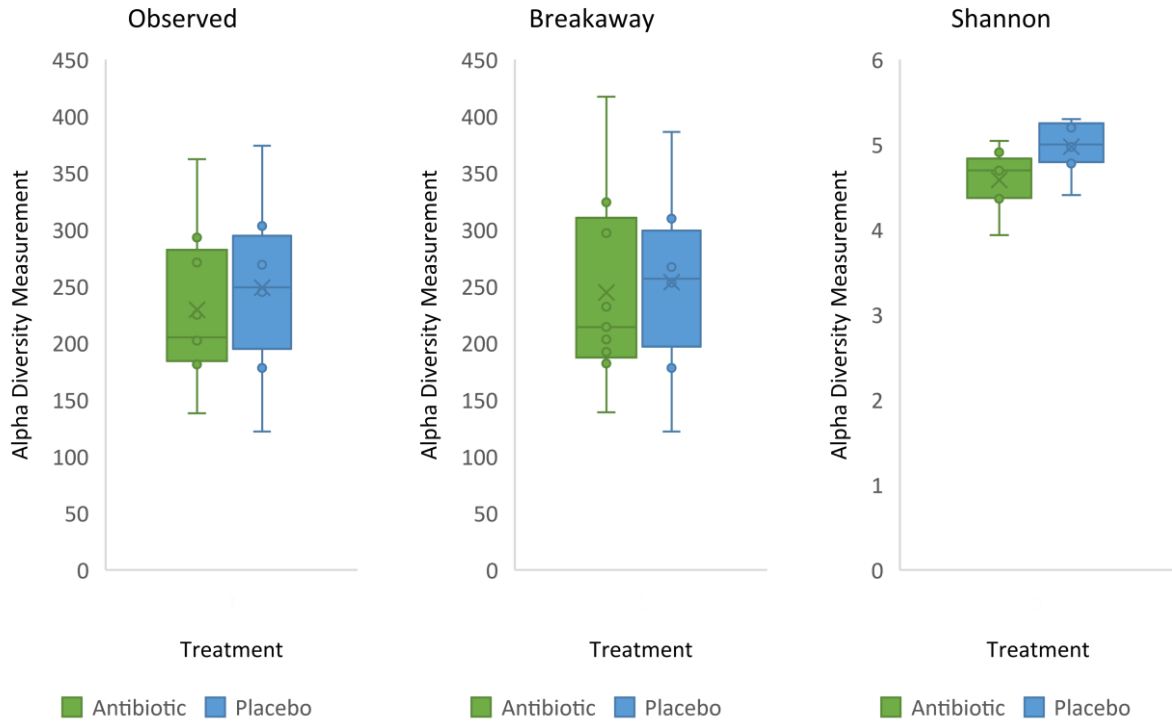 Observed
450
400
350
300
250
200
150
100
50
0
Alpha Diversity Measurement
Treatment
Antibiotic Placebo
Breakaway
450
400
350
300
250
200
150
100
50
0
Alpha Diversity Measurement
Treatment
Antibiotic Placebo
Shannon
6
5
4
3
2
1
0
Alpha Diversity Measurement
Treatment
Antibiotic Placebo